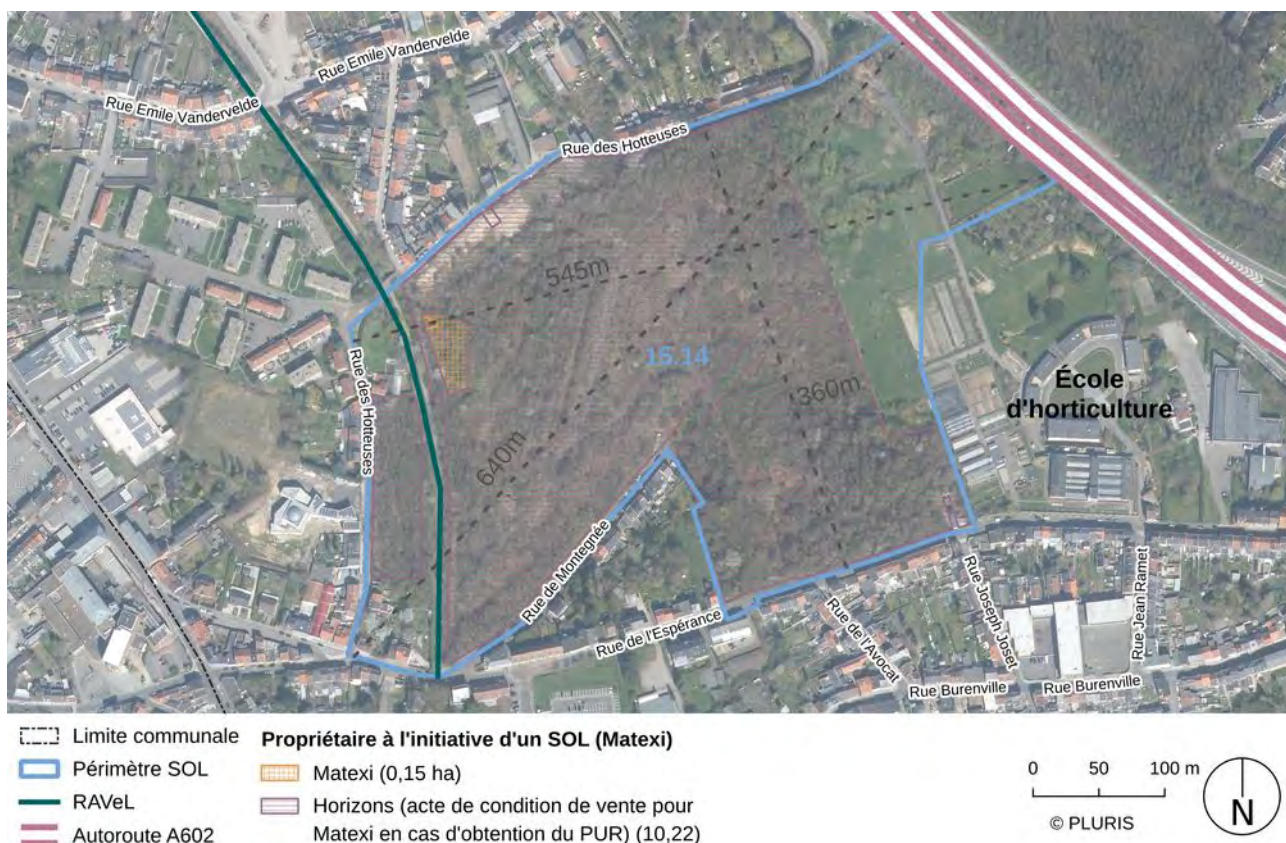 Rue Emile Vandervelde
Rue Emile Vandervelde
Rue des Hotteuses
545m
15.14
360m
École
d'horticulture
Rue des Hotteuses
640m
Rue de Montegnée
Rue de l'Espérance
Rue de l'Avocat
Rue Joseph Joset
Rue Jean Ramet
Rue Burenville
Rue Burenville
Limite communale
Périmètre SOL
RAVeL
Autoroute A602
Propriétaire à l'initiative d'un SOL (Matexi)
Matexi (0,15 ha)
Horizons (acte de condition de vente pour
Matexi en cas d'obtention du PUR) (10,22)
0 50 100 m
© PLURIS
N